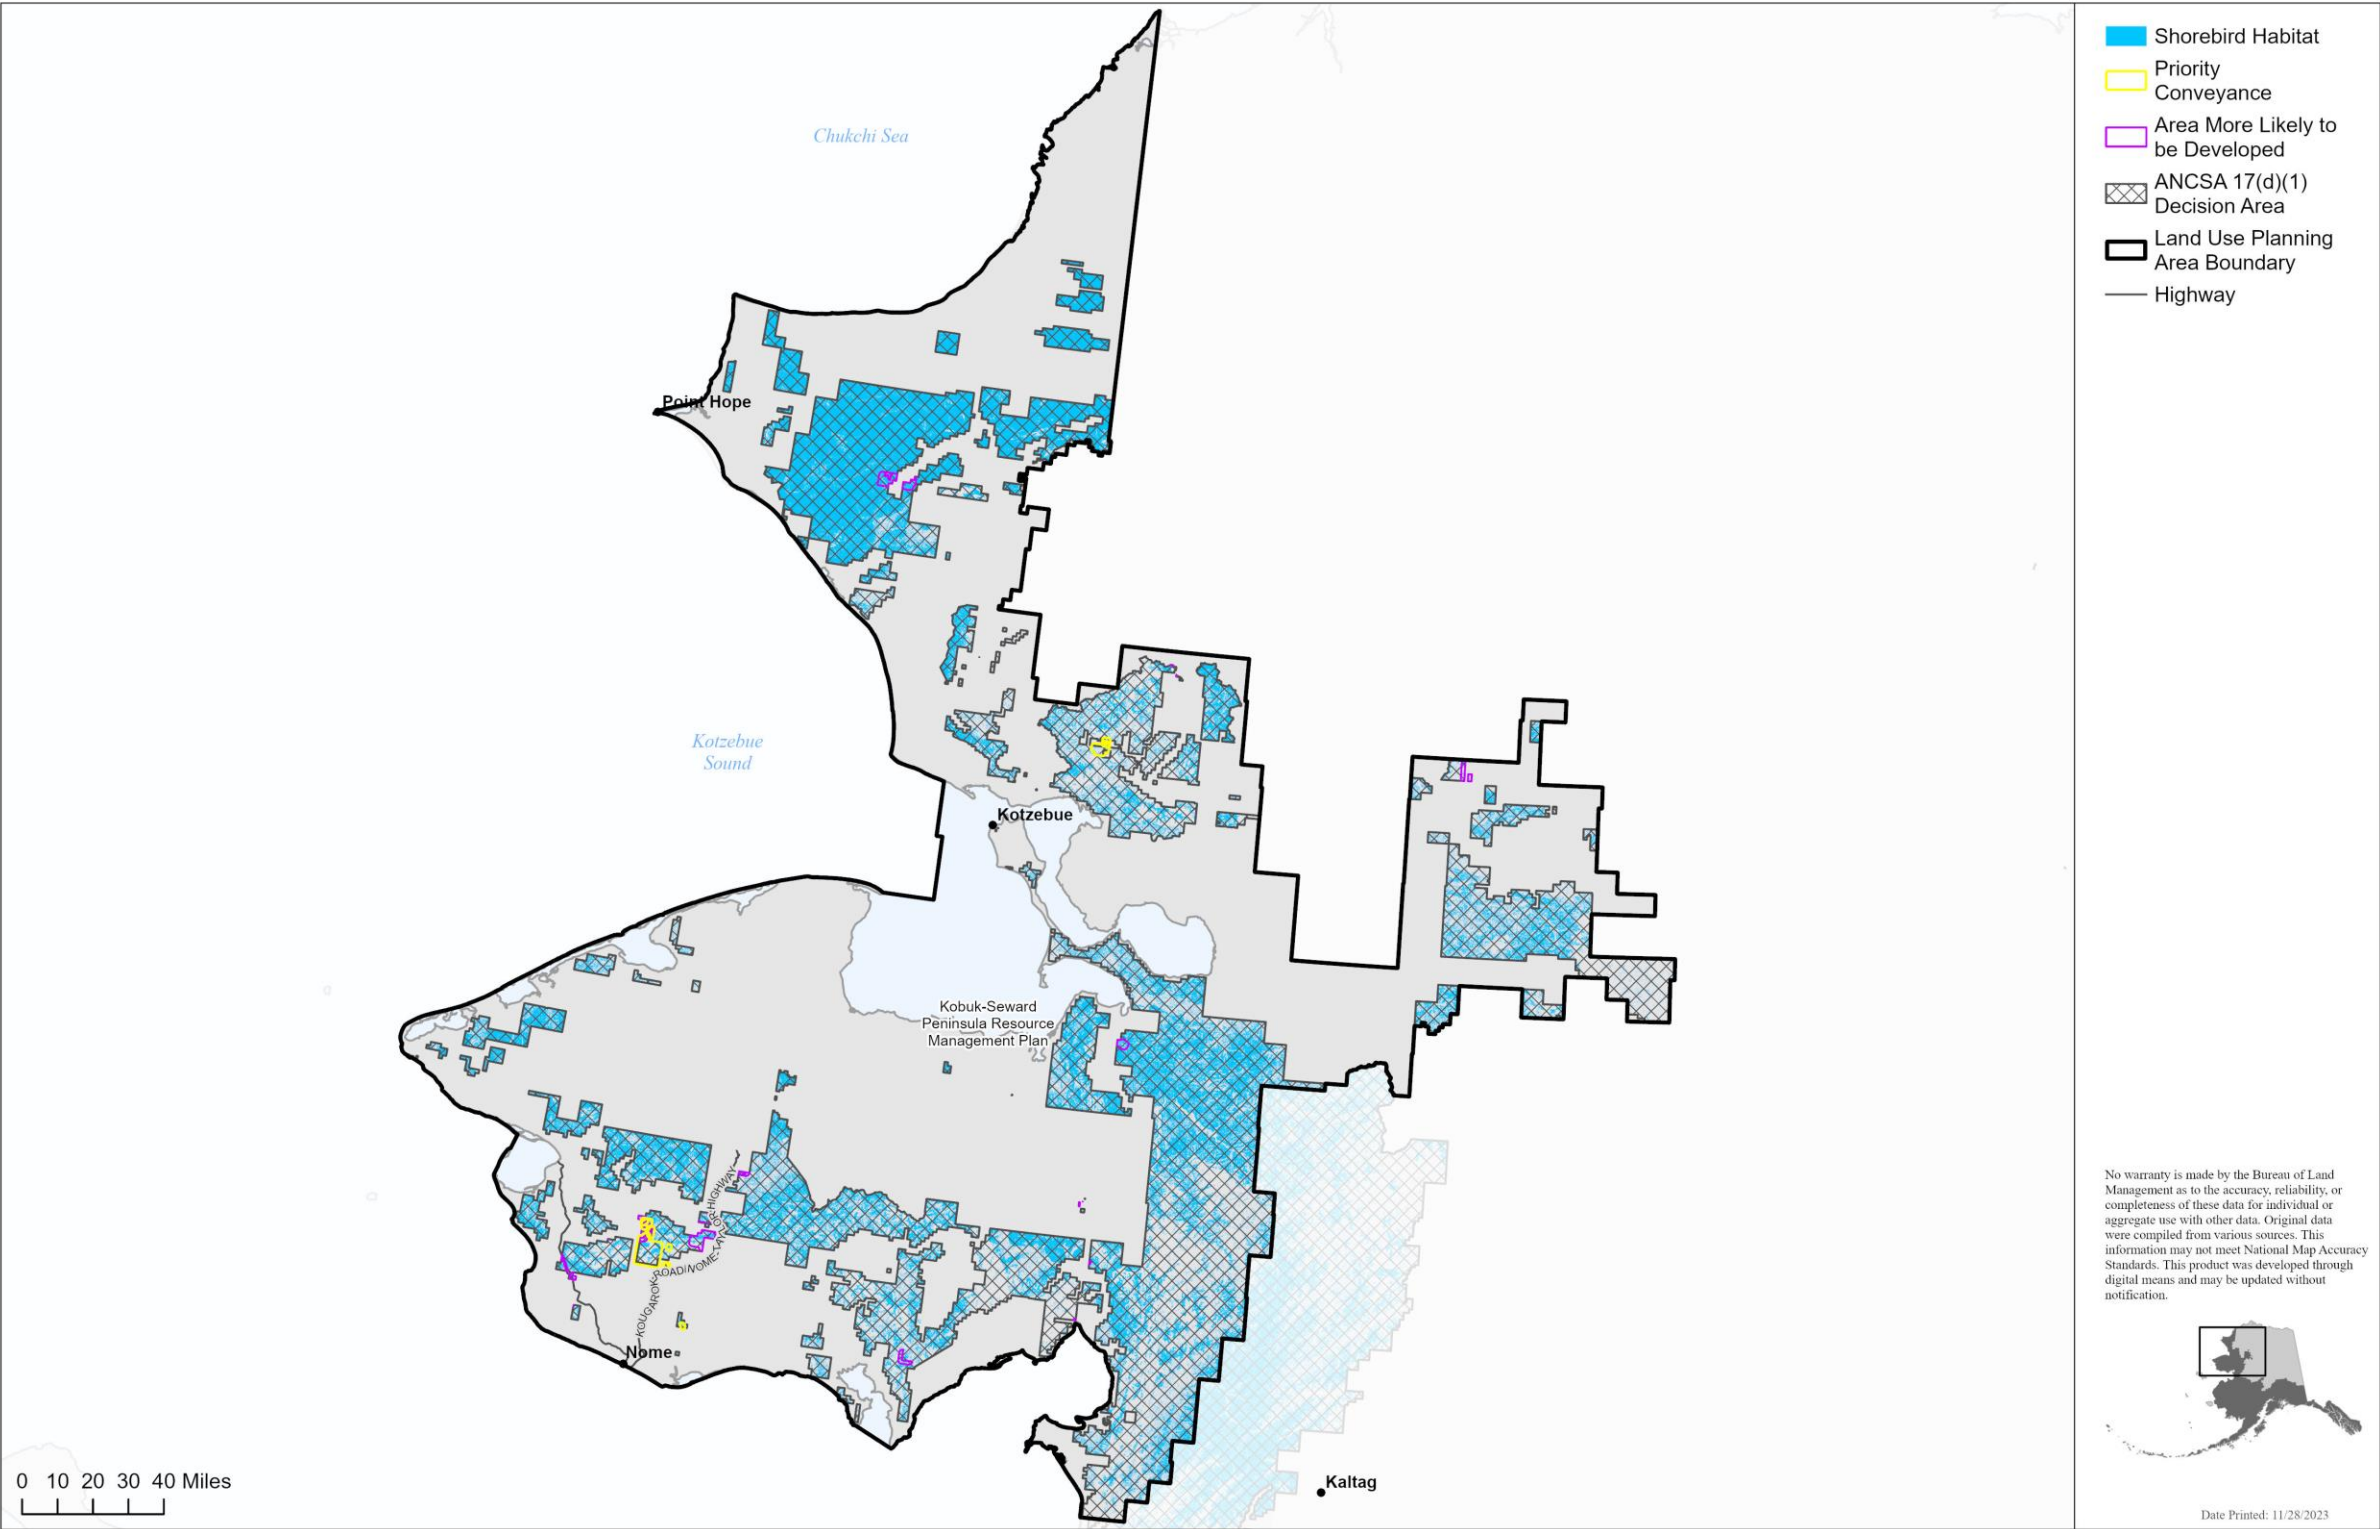 Chukchi Sea
Point Hope
Kotzebue
Sound
Kotzebue
Kobuk-Seward
Peninsula Resource
Management Plan
KOUGAROK ROAD/NOME-TAYLOR HIGHWAY
Nome
Kaltag
0 10 20 30 40 Miles
Shorebird Habitat
Priority
Conveyance
Area More Likely to
be Developed
ANCSA 17(d)(1)
Decision Area
Land Use Planning
Area Boundary
Highway
No warranty is made by the Bureau of Land
Management as to the accuracy, reliability, or
completeness of these data for individual or
aggregate use with other data. Original data
were compiled from various sources. This
information may not meet National Map Accuracy
Standards. This product was developed through
digital means and may be updated without
notification.
Date Printed: 11/28/2023